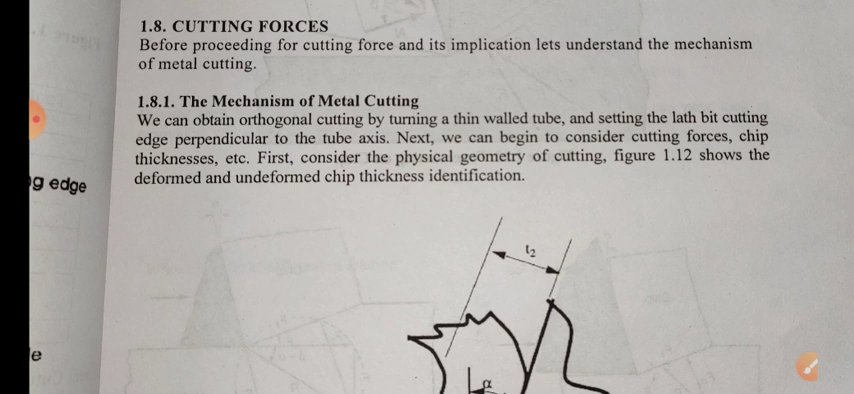 1.8. CUTTING FORCES
Before proceeding for cutting force and its implication lets understand the mechanism
of metal cutting.
1.8.1. The Mechanism of Metal Cutting
We can obtain orthogonal cutting by turning a thin walled tube, and setting the lath bit cutting
edge perpendicular to the tube axis. Next, we can begin to consider cutting forces, chip
thicknesses, etc. First, consider the physical geometry of cutting, figure 1.12 shows the
deformed and undeformed chip thickness identification.
g edge
t2
e
α